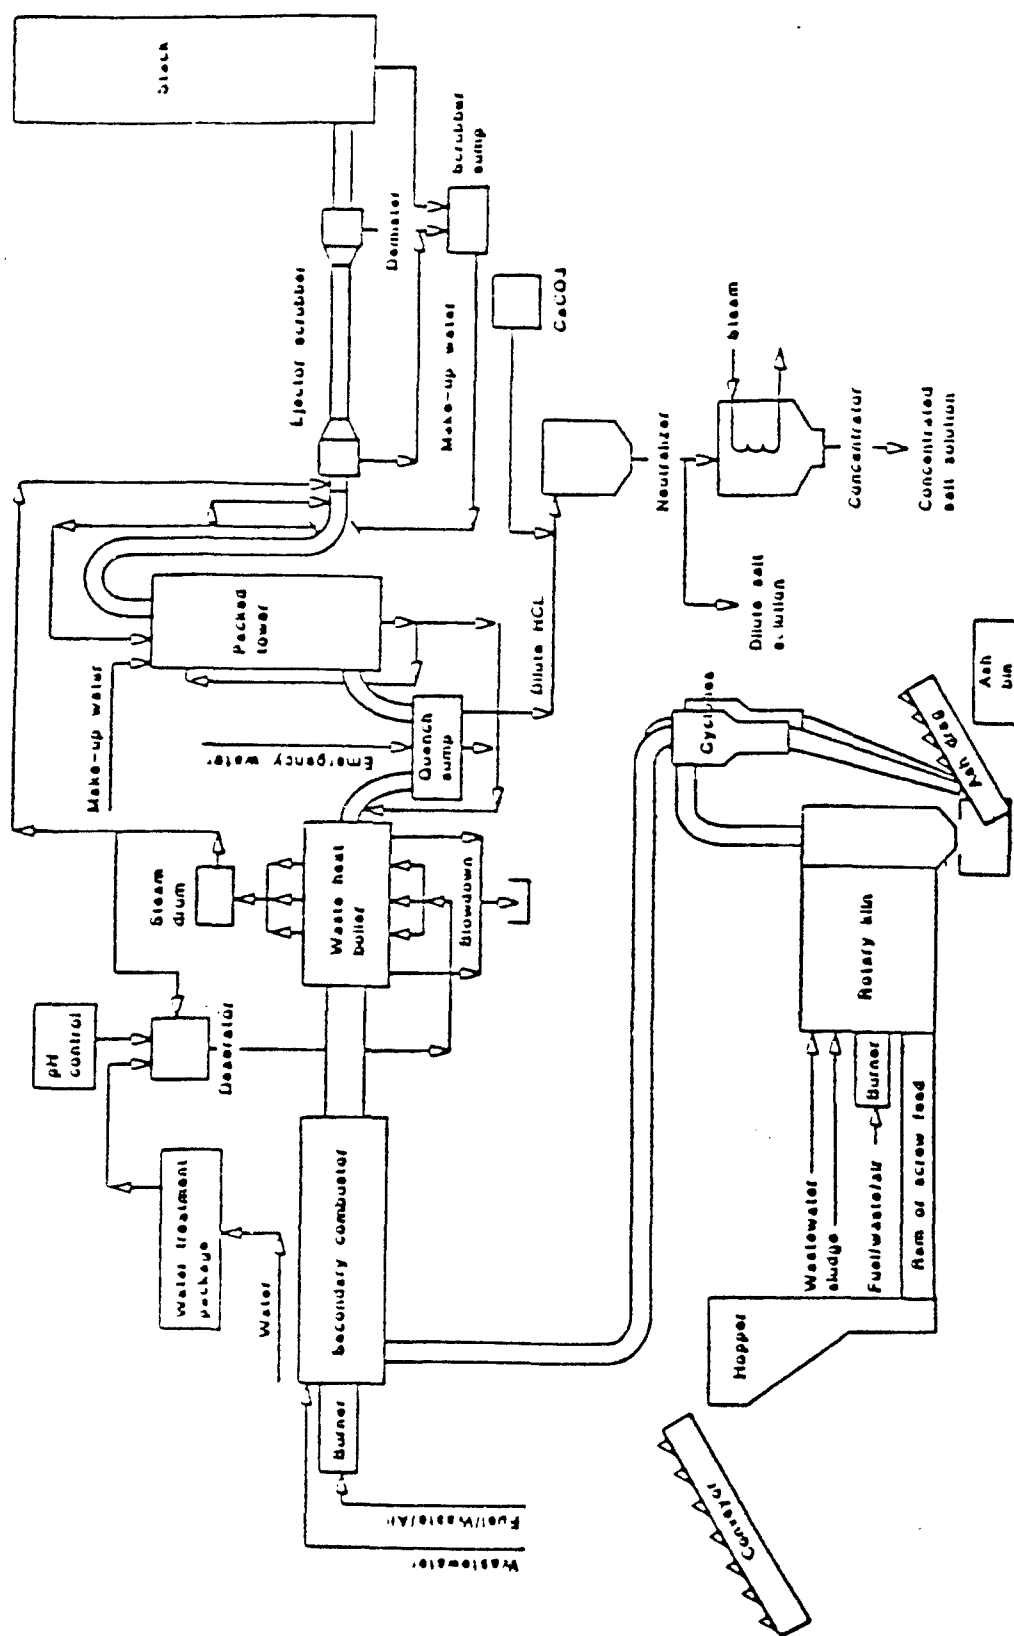 Stack
Ejector scrubber
Demister
Scrubber
sump
Make-up water
CaCO3
Steam
Packed
tower
Make-up water
Emergency water
Quench
sump
Dilute HCL
Neutralizer
Concentrator
Concentrated
salt solution
Dilute salt
solution
Steam
drum
Waste heat
boiler
Blowdown
pH
control
Deaerator
Water treatment
package
Water
Secondary combustor
Burner
Fuel/Waste/Air
Wastewater
Cyclones
Ash drag
Ash
bin
Rotary kiln
Wastewater
Sludge
Fuel/waste/air
Burner
Ram or screw feed
Hopper
Conveyor